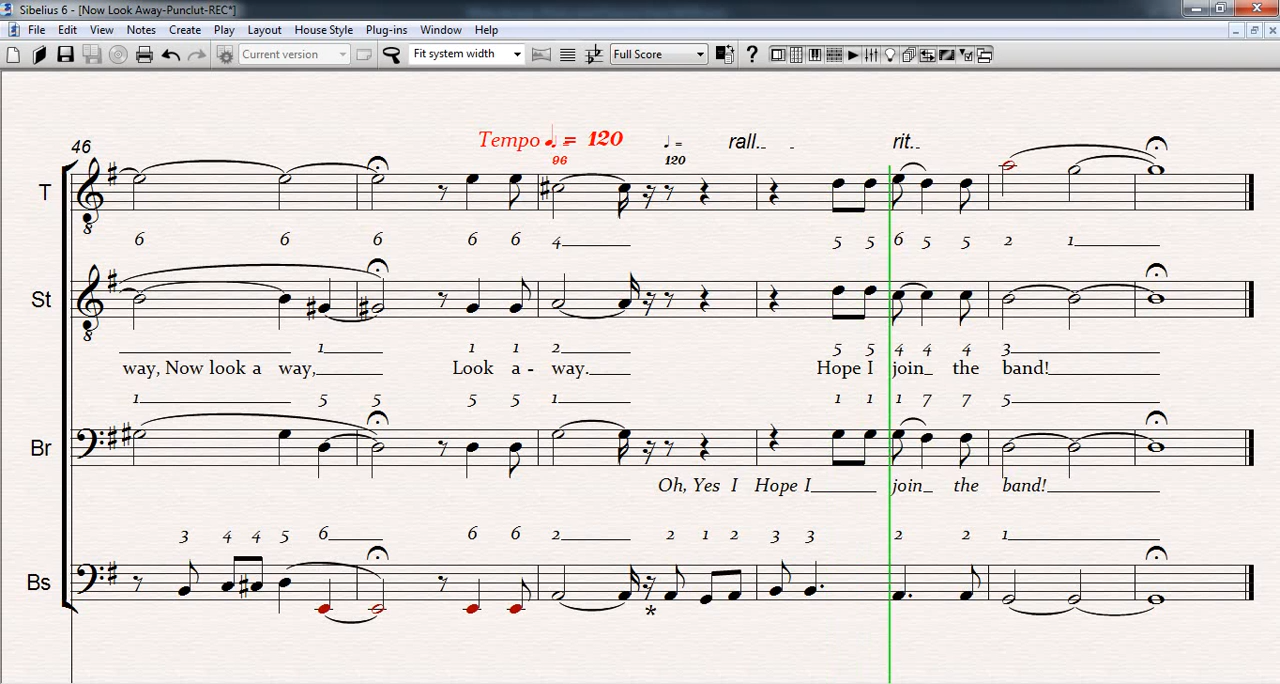 Sibelius 6 - [Now Look Away-Punclut-REC*]
File Edit View Notes Create Play Layout House Style Plug-ins Window Help
Current version Fit system width Full Score ?
46 Tempo ♩. = 120 rall. rit.
96 ♩ = 120
T
6 6 6 6 6 4 5 5 6 5 5 2 1
St
1 1 1 2 5 5 4 4 4 3
way, Now look a way, Look a - way. Hope I join the band!
1 5 5 5 5 1 1 1 1 7 7 5
Br
Oh, Yes I Hope I join the band!
3 4 4 5 6 6 6 2 2 1 2 3 3 2 2 1
Bs
*